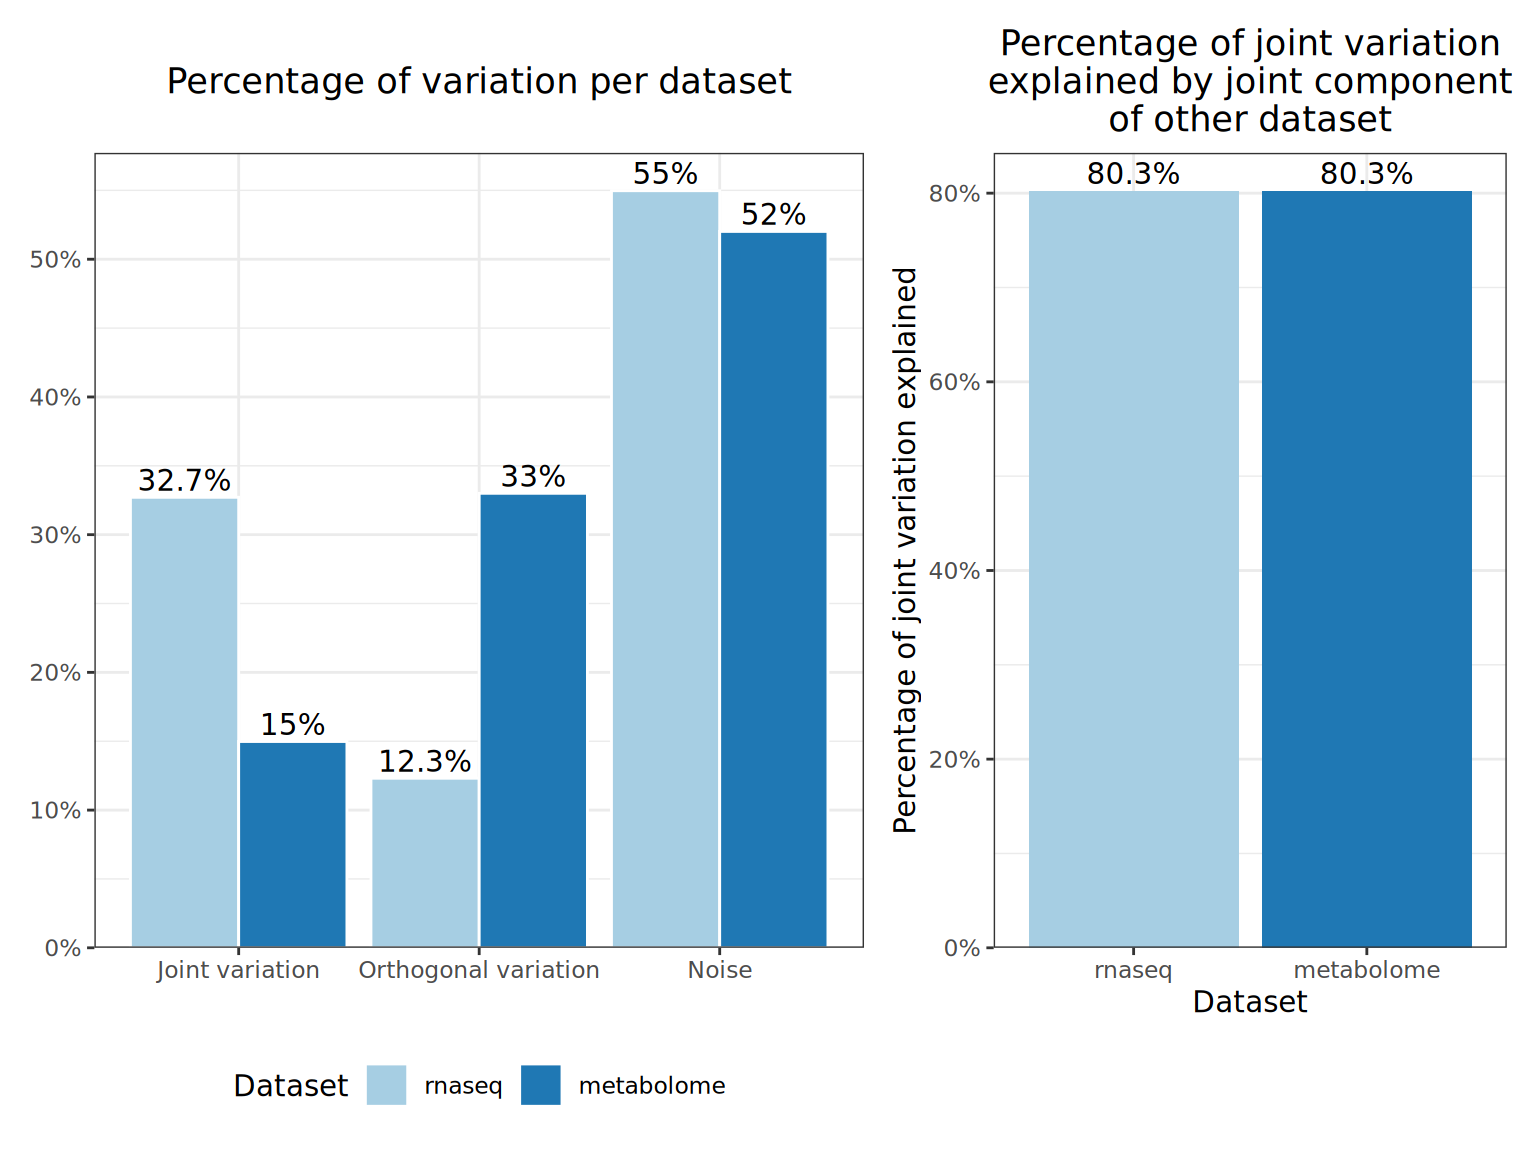 Percentage of variation per dataset
55%
52%
32.7%
33%
15%
12.3%
50%
40%
30%
20%
10%
0%
Joint variation
Orthogonal variation
Noise
Dataset
rnaseq
metabolome
Percentage of joint variation
explained by joint component
of other dataset
80.3%
80.3%
Percentage of joint variation explained
80%
60%
40%
20%
0%
rnaseq
metabolome
Dataset